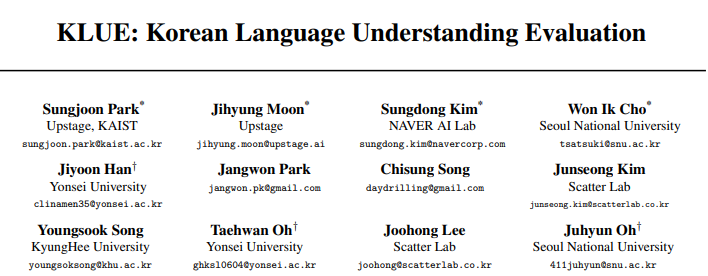 KLUE: Korean Language Understanding Evaluation
Sungjoon Park* Jihyung Moon* Sungdong Kim* Won Ik Cho*
Upstage, KAIST Upstage NAVER AI Lab Seoul National University
sungjoon.park@kaist.ac.kr jihyung.moon@upstage.ai sungdong.kim@navercorp.com tsatsuki@snu.ac.kr
Jiyoon Han† Jangwon Park Chisung Song Junseong Kim
Yonsei University jangwon.pk@gmail.com daydrilling@gmail.com Scatter Lab
clinamen35@yonsei.ac.kr junseong.kim@scatterlab.co.kr
Youngsook Song Taehwan Oh† Joohong Lee Juhyun Oh†
KyungHee University Yonsei University Scatter Lab Seoul National University
youngsoksong@khu.ac.kr ghksl0604@yonsei.ac.kr joohong@scatterlab.co.kr 411juhyun@snu.ac.kr